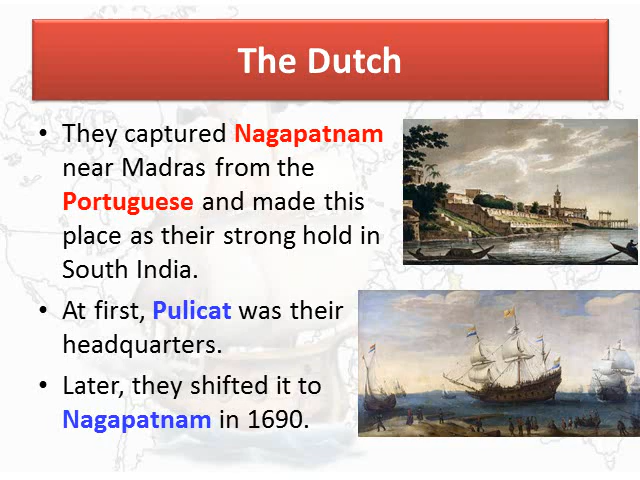 The Dutch
• They captured Nagapatnam
near Madras from the
Portuguese and made this
place as their strong hold in
South India.
• At first, Pulicat was their
headquarters.
• Later, they shifted it to
Nagapatnam in 1690.